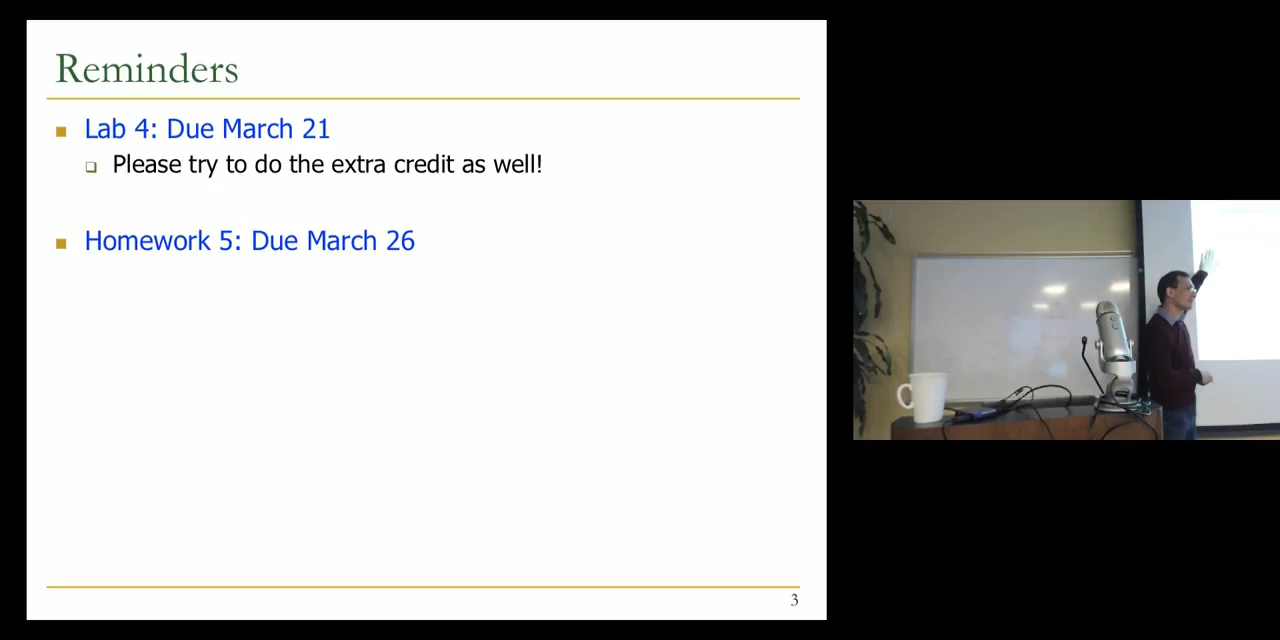 Reminders
Lab 4: Due March 21
Please try to do the extra credit as well!
Homework 5: Due March 26
3